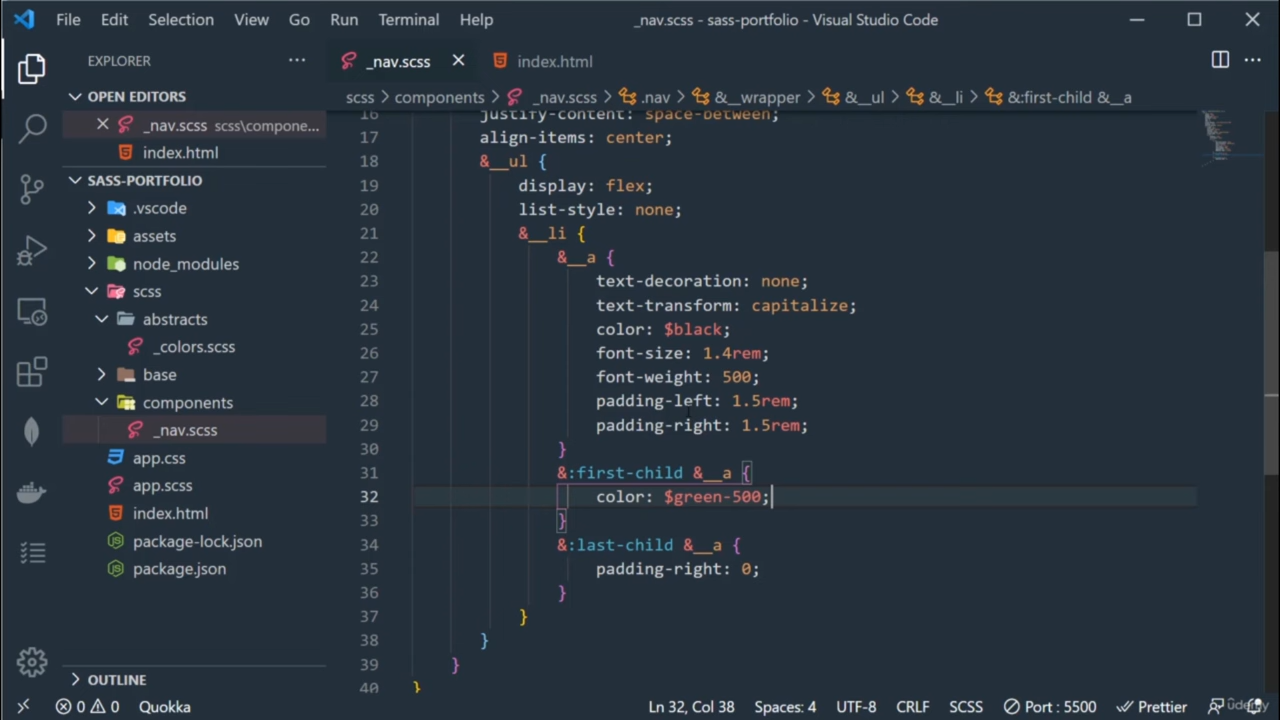 File Edit Selection View Go Run Terminal Help
_nav.scss - sass-portfolio - Visual Studio Code
EXPLORER
_nav.scss
index.html
OPEN EDITORS
_nav.scss scss\compone...
index.html
SASS-PORTFOLIO
.vscode
assets
node_modules
scss
abstracts
_colors.scss
base
components
_nav.scss
app.css
app.scss
index.html
package-lock.json
package.json
OUTLINE
scss > components > _nav.scss > .nav > &__wrapper > &__ul > &__li > &:first-child &__a
16 justify-content: space-between;
17 align-items: center;
18 &__ul {
19 display: flex;
20 list-style: none;
21 &__li {
22 &__a {
23 text-decoration: none;
24 text-transform: capitalize;
25 color: $black;
26 font-size: 1.4rem;
27 font-weight: 500;
28 padding-left: 1.5rem;
29 padding-right: 1.5rem;
30 }
31 &:first-child &__a {
32 color: $green-500;
33 }
34 &:last-child &__a {
35 padding-right: 0;
36 }
37 }
38 }
39 }
40 }
0 0 Quokka Ln 32, Col 38 Spaces: 4 UTF-8 CRLF SCSS Port : 5500 Prettier
udemy